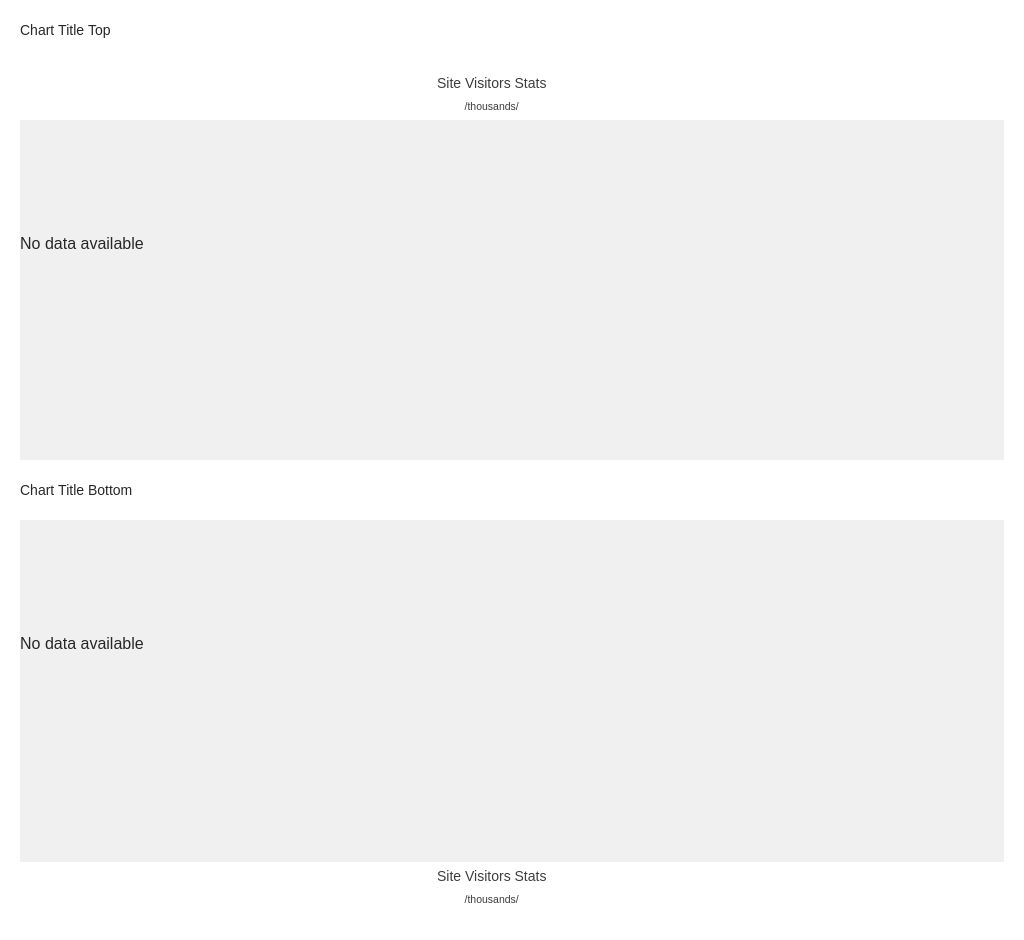 Chart Title Top
Site Visitors Stats
/thousands/
No data available
Chart Title Bottom
No data available
Site Visitors Stats
/thousands/